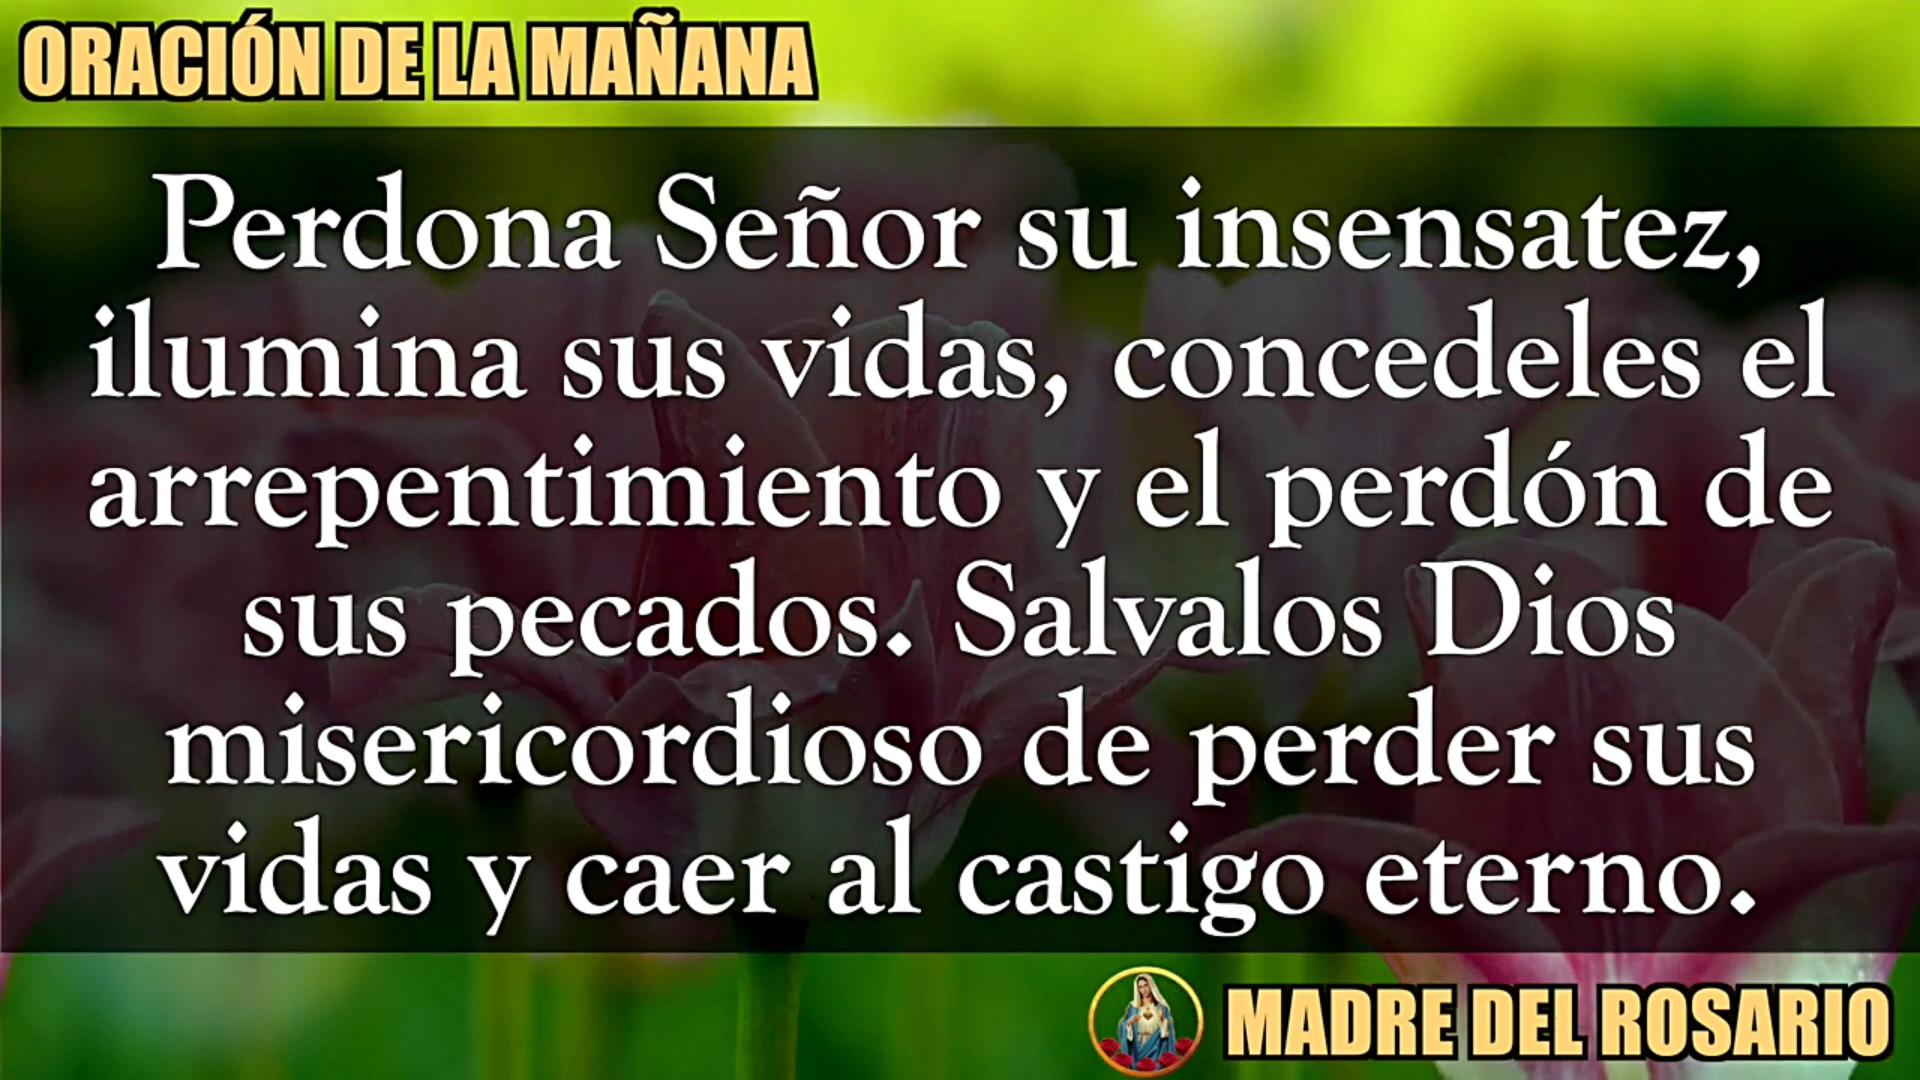 ORACIÓN DE LA MAÑANA
Perdona Señor su insensatez,
ilumina sus vidas, concedeles el
arrepentimiento y el perdón de
sus pecados. Salvalos Dios
misericordioso de perder sus
vidas y caer al castigo eterno.
MADRE DEL ROSARIO